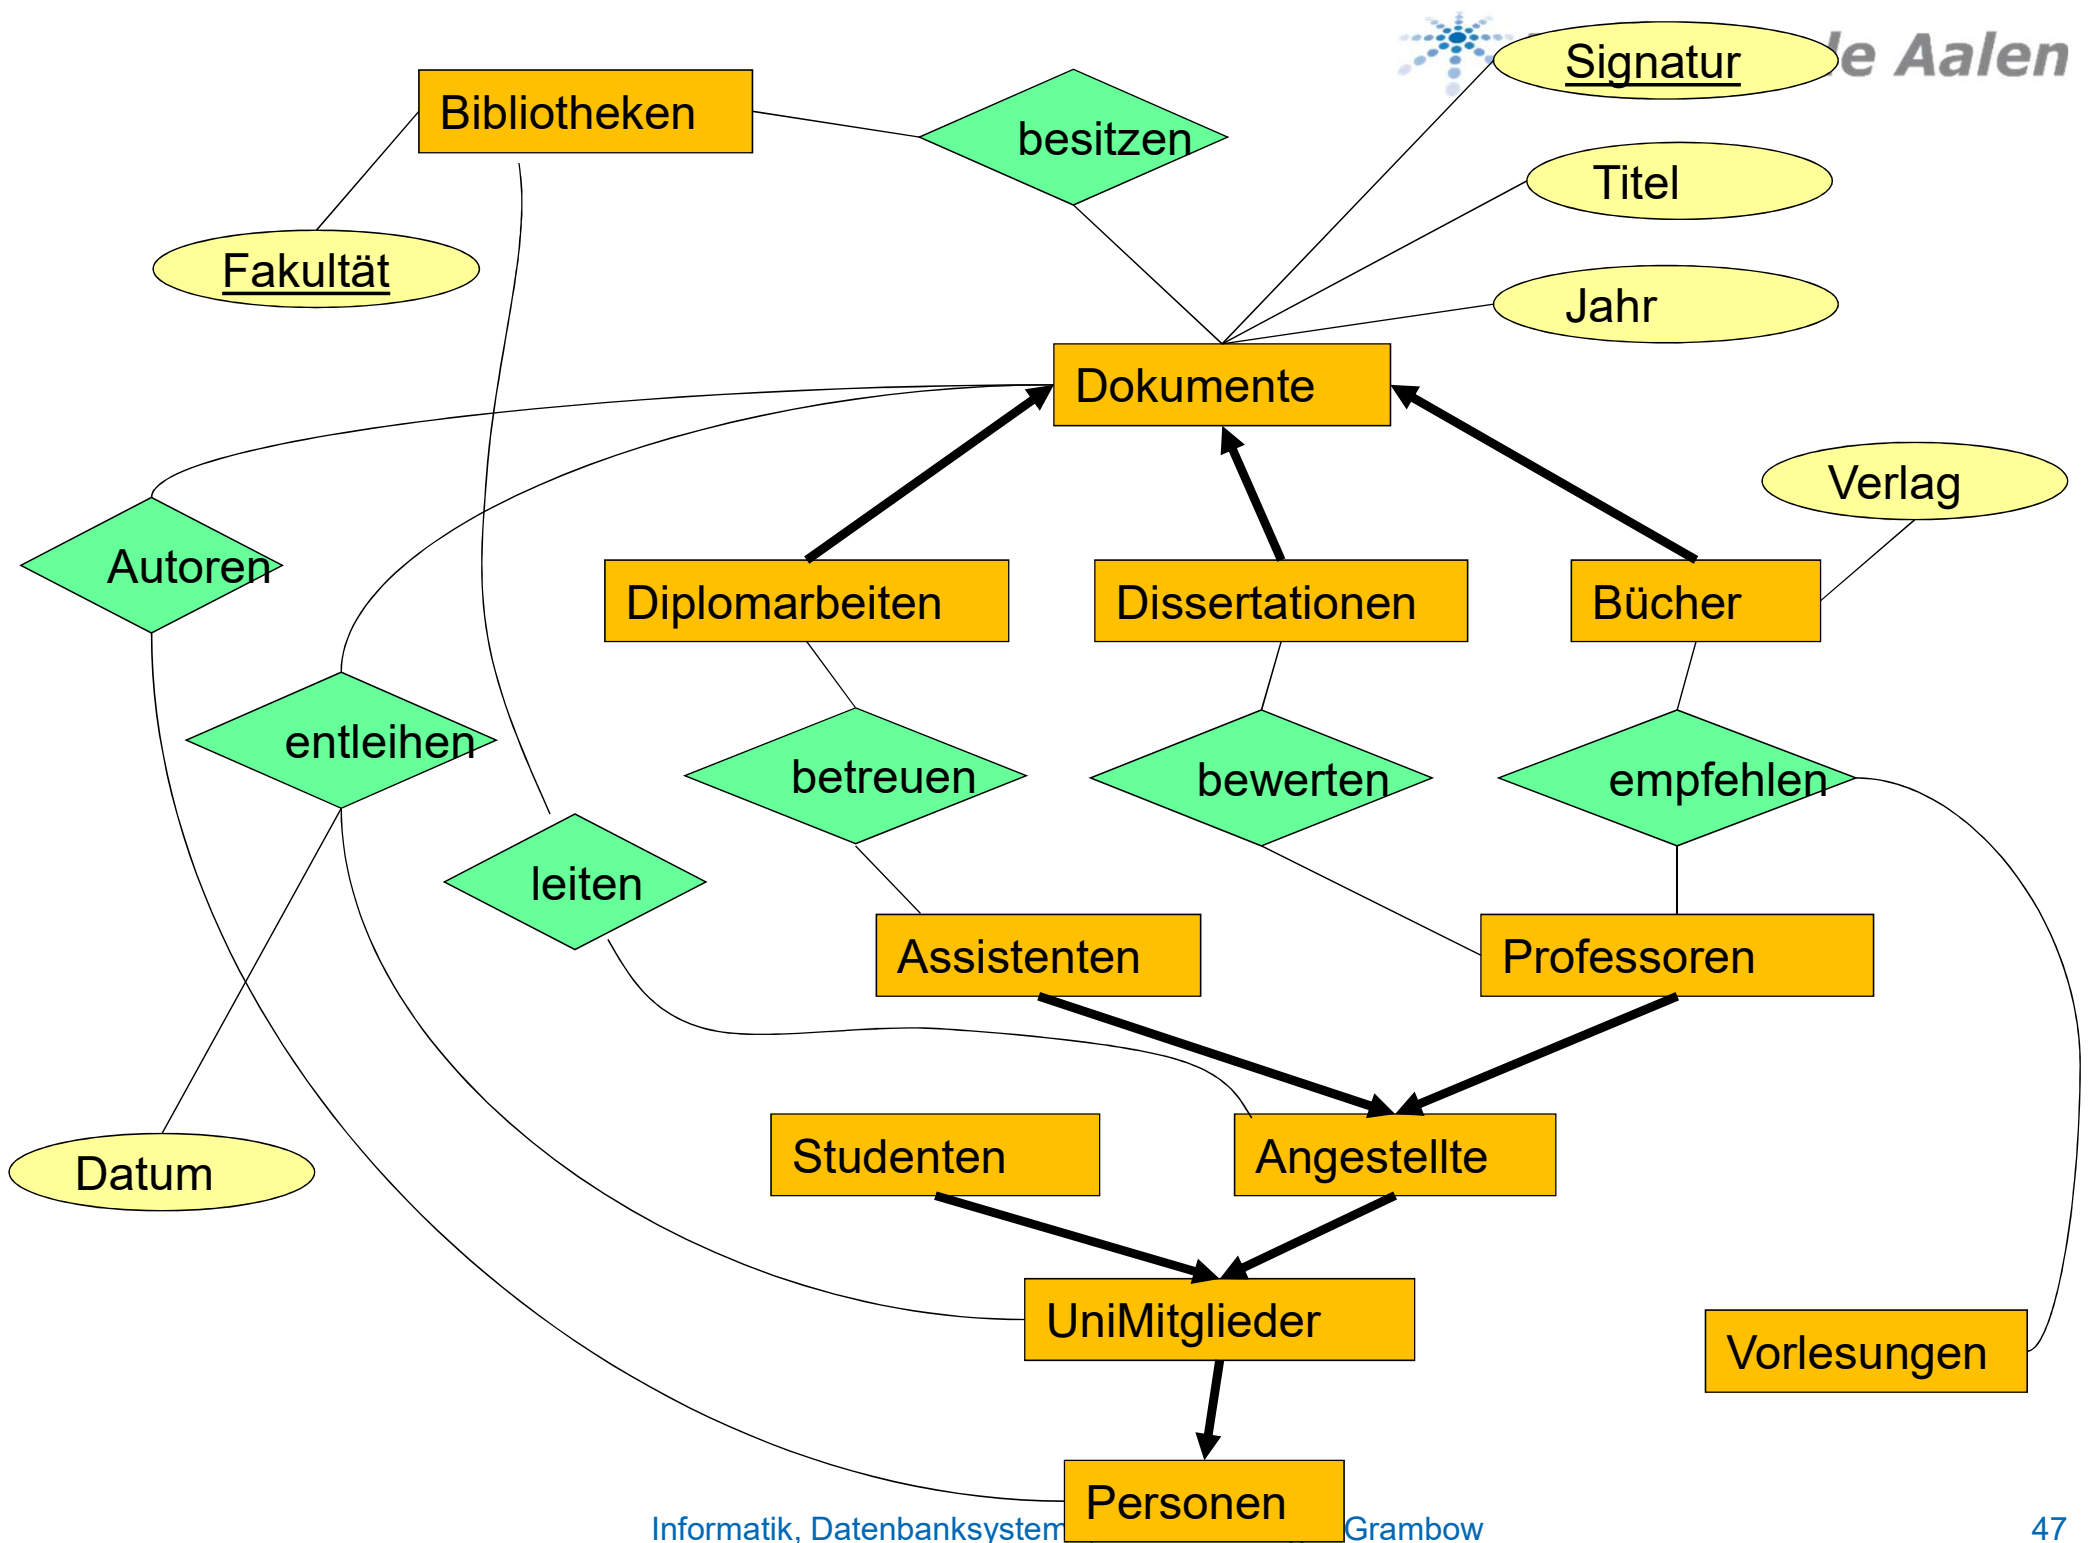 le Aalen
Signatur
Bibliotheken
besitzen
Titel
Fakultät
Jahr
Dokumente
Verlag
Autoren
Diplomarbeiten
Dissertationen
Bücher
entleihen
betreuen
bewerten
empfehlen
leiten
Assistenten
Professoren
Studenten
Angestellte
Datum
UniMitglieder
Vorlesungen
Personen
Informatik, Grambow
47